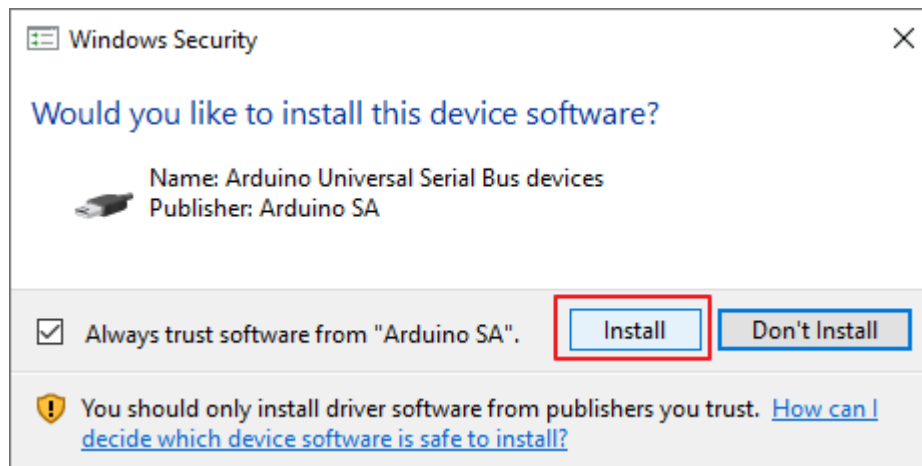 Windows Security
Would you like to install this device software?
Name: Arduino Universal Serial Bus devices
Publisher: Arduino SA
Always trust software from "Arduino SA".
Install
Don't Install
You should only install driver software from publishers you trust. How can I
decide which device software is safe to install?